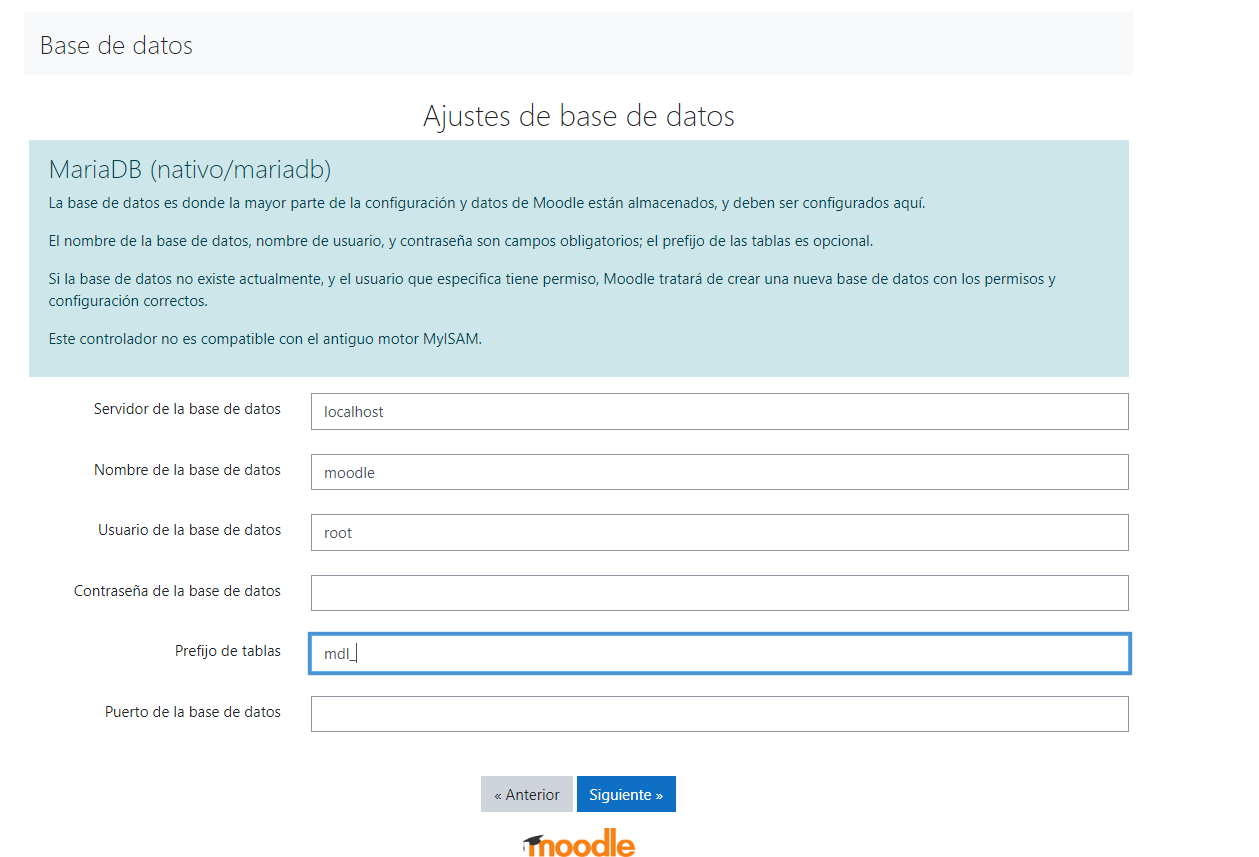 Base de datos
Ajustes de base de datos
MariaDB (nativo/mariadb)
La base de datos es donde la mayor parte de la configuración y datos de Moodle están almacenados, y deben ser configurados aquí.
El nombre de la base de datos, nombre de usuario, y contraseña son campos obligatorios; el prefijo de las tablas es opcional.
Si la base de datos no existe actualmente, y el usuario que especifica tiene permiso, Moodle tratará de crear una nueva base de datos con los permisos y
configuración correctos.
Este controlador no es compatible con el antiguo motor MyISAM.
Servidor de la base de datos localhost
Nombre de la base de datos moodle
Usuario de la base de datos root
Contraseña de la base de datos
Prefijo de tablas mdl_
Puerto de la base de datos
« Anterior Siguiente »
moodle